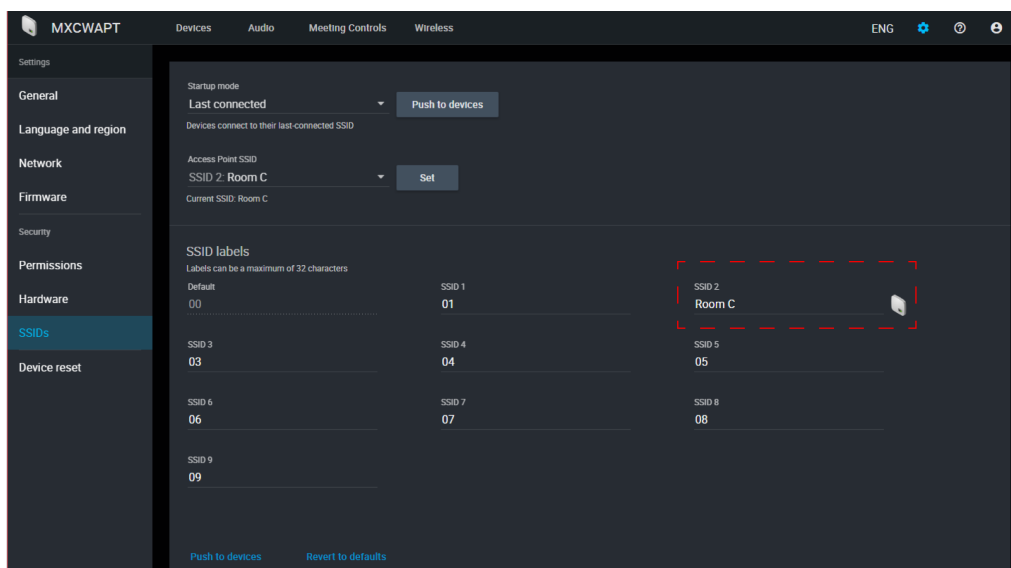 MXCWAPT
Devices Audio Meeting Controls Wireless ENG
Settings
General
Language and region
Network
Firmware
Security
Permissions
Hardware
SSIDs
Device reset
Startup mode
Last connected
Push to devices
Devices connect to their last-connected SSID
Access Point SSID
SSID 2: Room C
Set
Current SSID: Room C
SSID labels
Labels can be a maximum of 32 characters
Default SSID 1 SSID 2
00 01 Room C
SSID 3 SSID 4 SSID 5
03 04 05
SSID 6 SSID 7 SSID 8
06 07 08
SSID 9
09
Push to devices Revert to defaults